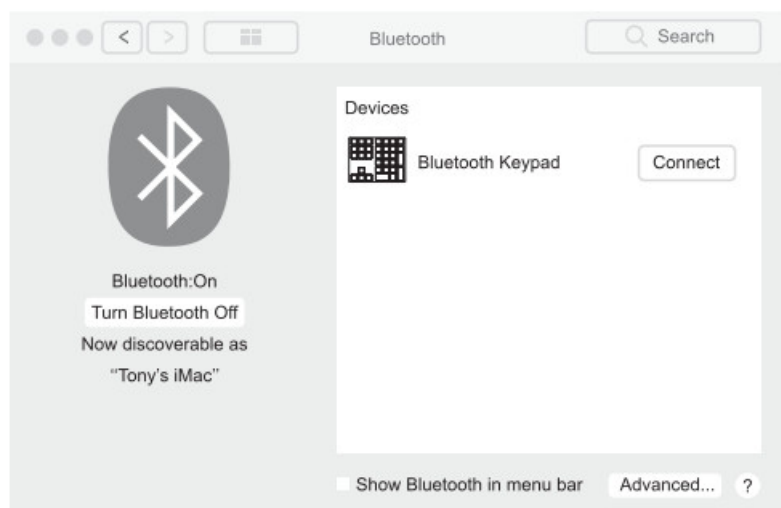 Bluetooth
Search
Bluetooth:On
Turn Bluetooth Off
Now discoverable as
“Tony’s iMac”
Devices
Bluetooth Keypad
Connect
Show Bluetooth in menu bar
Advanced...
?